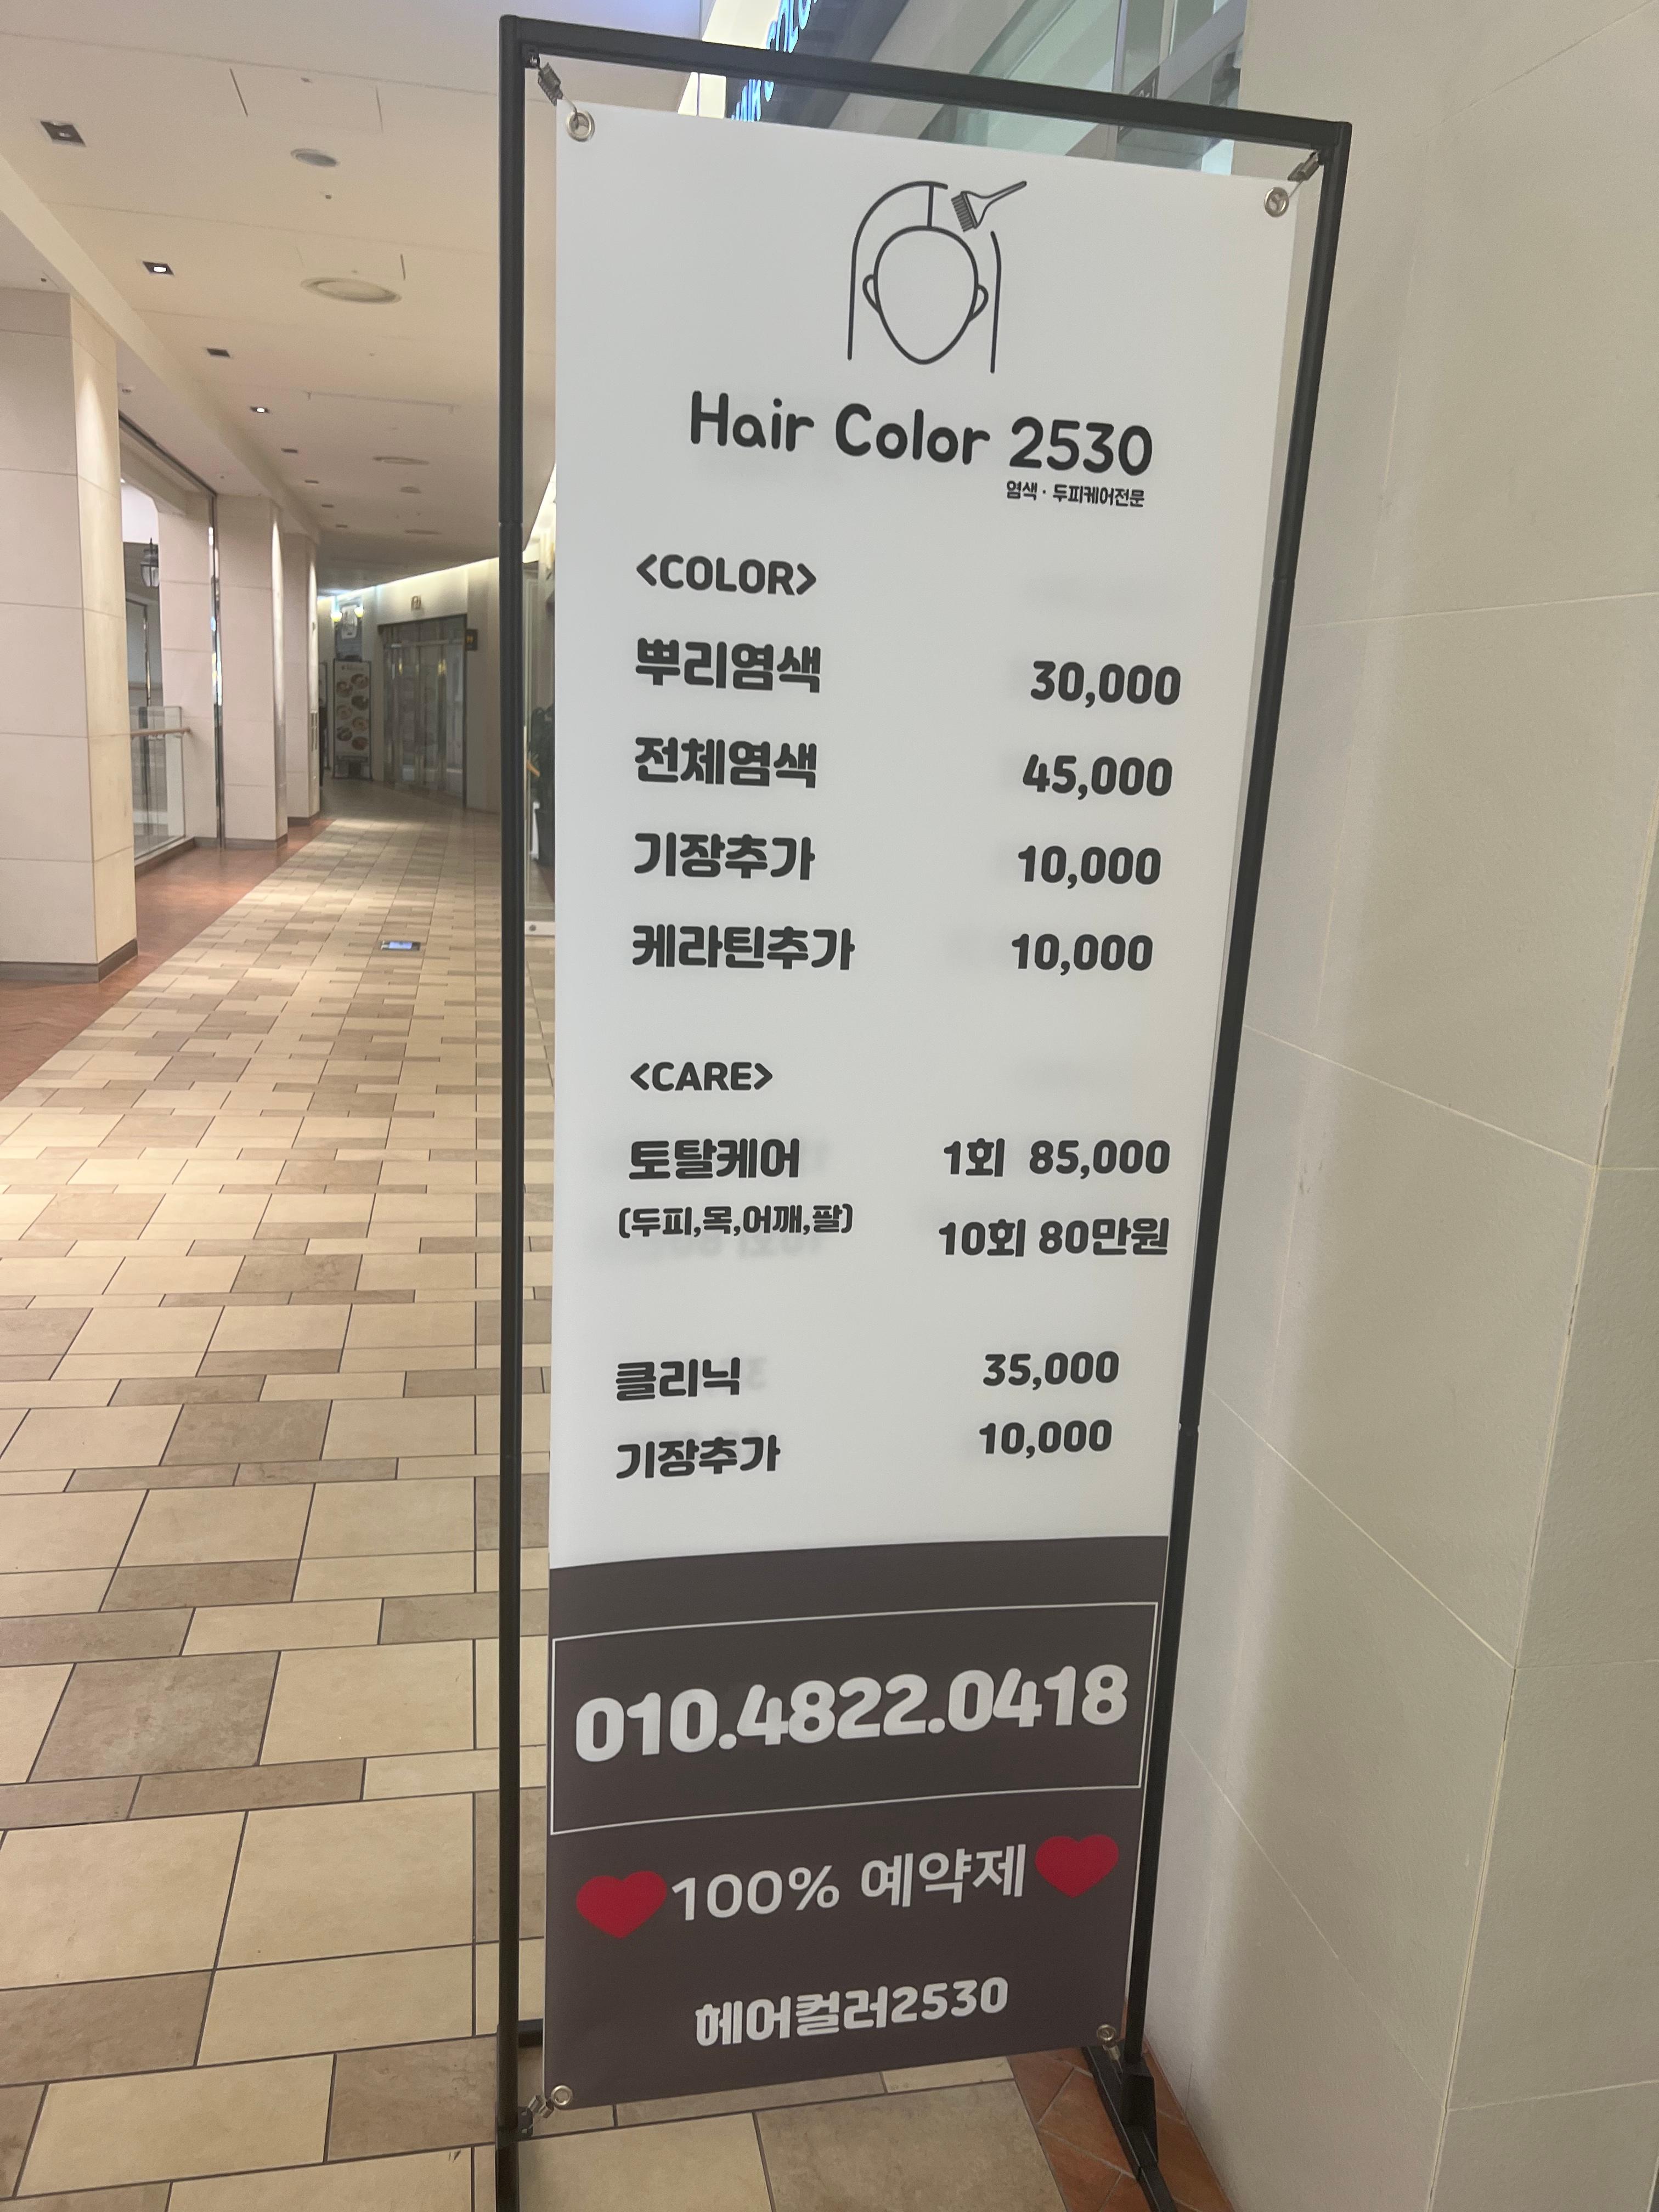 Hair Color 2530
염색 · 두피케어전문
<COLOR>
뿌리염색 30,000
전체염색 45,000
기장추가 10,000
케라틴추가 10,000
<CARE>
토탈케어 1회 85,000
(두피,목,어깨,팔) 10회 80만원
클리닉 35,000
기장추가 10,000
010.4822.0418
100% 예약제
헤어컬러2530